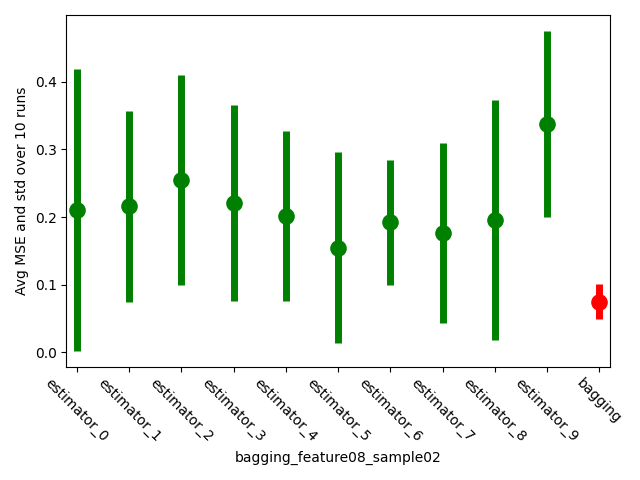 Avg MSE and std over 10 runs
0.4
0.3
0.2
0.1
0.0
estimator_0
estimator_1
estimator_2
estimator_3
estimator_4
estimator_5
estimator_6
estimator_7
estimator_8
estimator_9
bagging
bagging_feature08_sample02